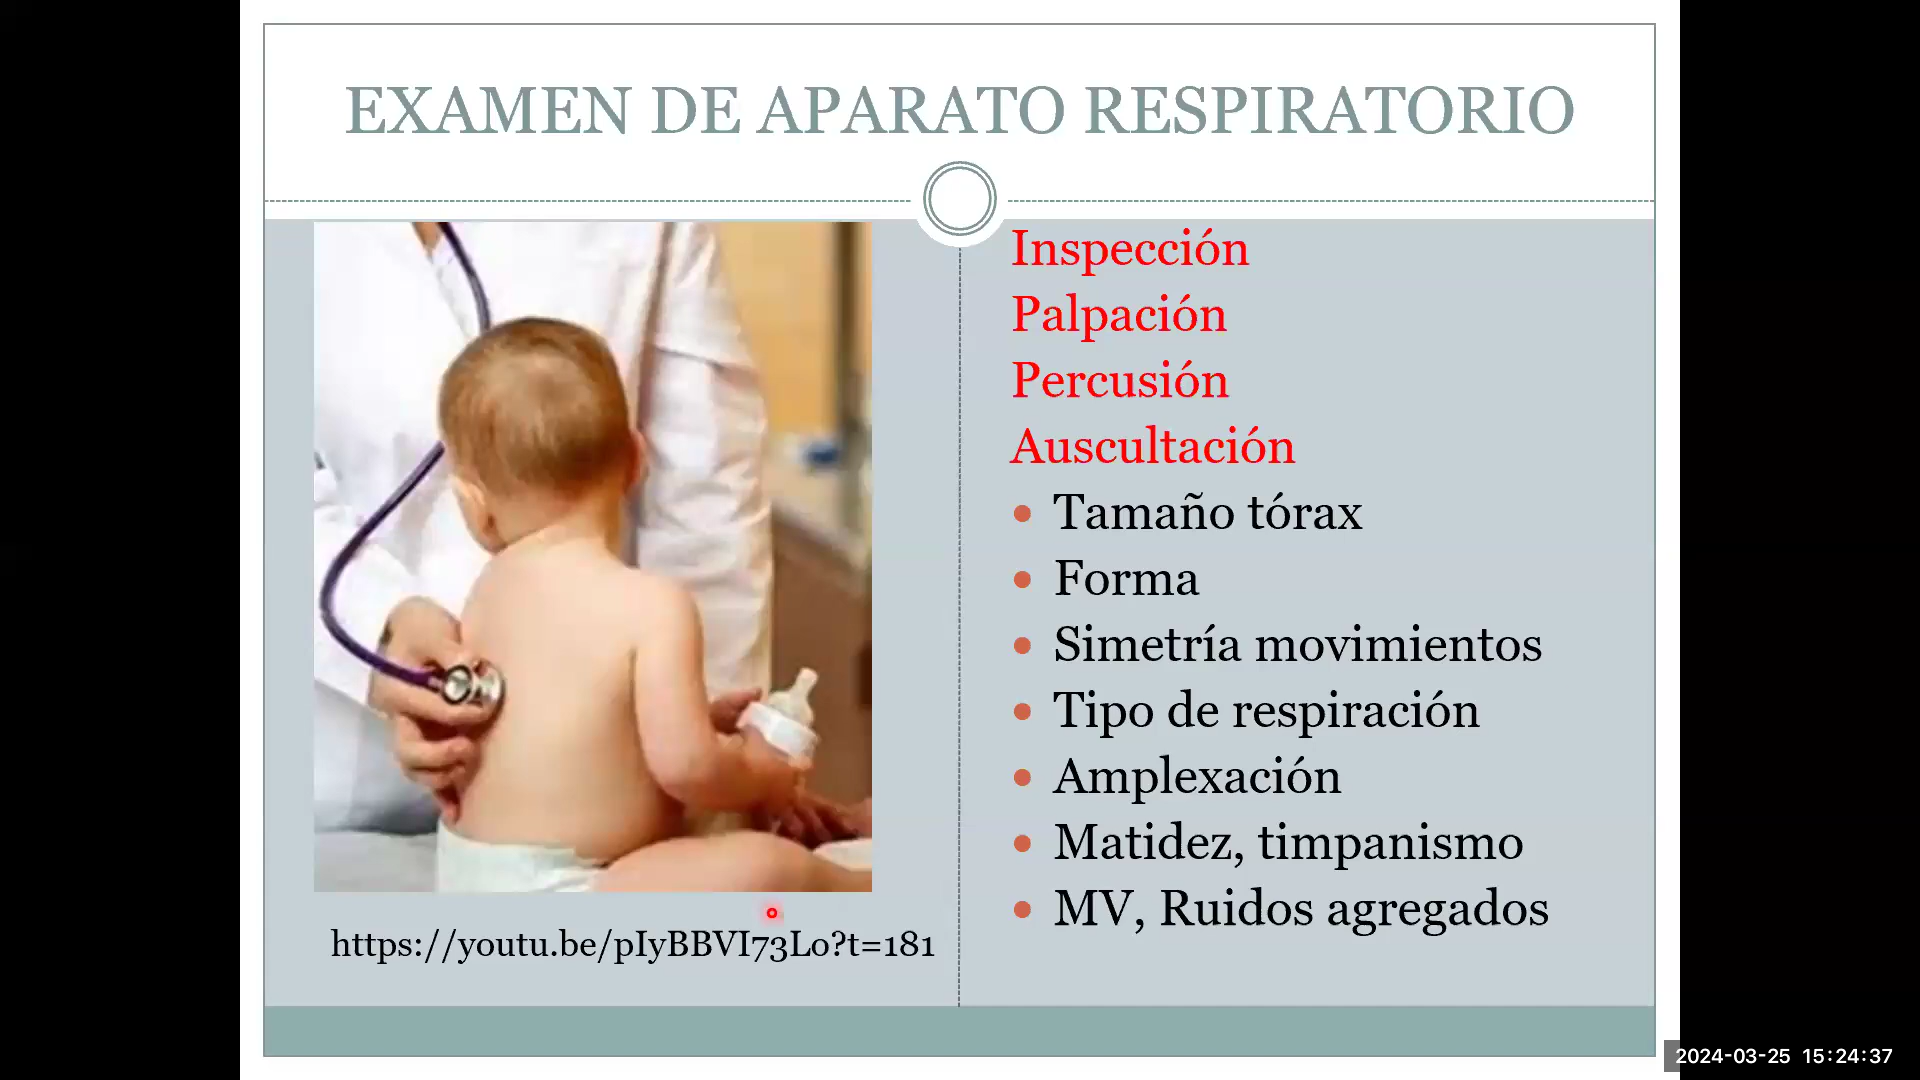 EXAMEN DE APARATO RESPIRATORIO
Inspección
Palpación
Percusión
Auscultación
• Tamaño tórax
• Forma
• Simetría movimientos
• Tipo de respiración
• Amplexación
• Matidez, timpanismo
• MV, Ruidos agregados
https://youtu.be/pIyBBVI73Lo?t=181
2024-03-25 15:24:37